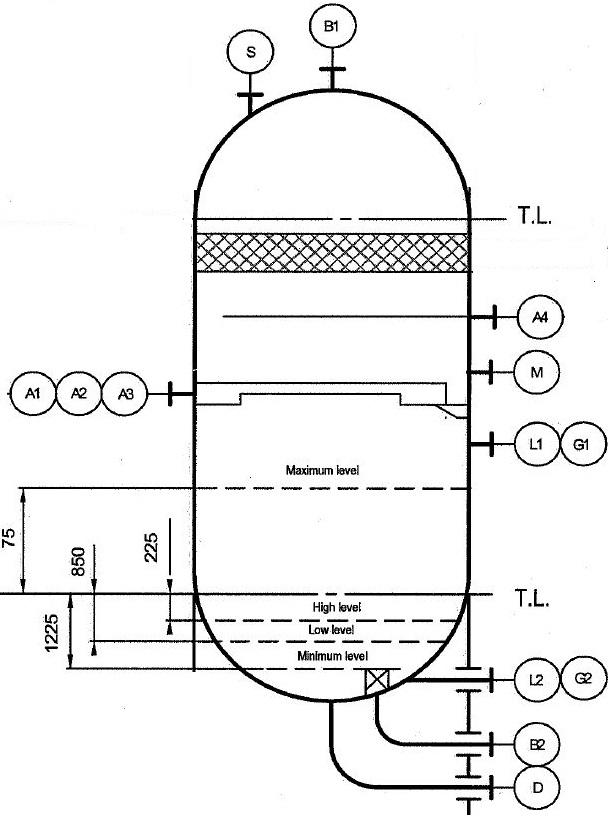 B1
S
T.L.
A4
M
A1 A2 A3
L1 G1
Maximum level
75
850
225
1225
T.L.
High level
Low level
Minimum level
L2 G2
B2
D